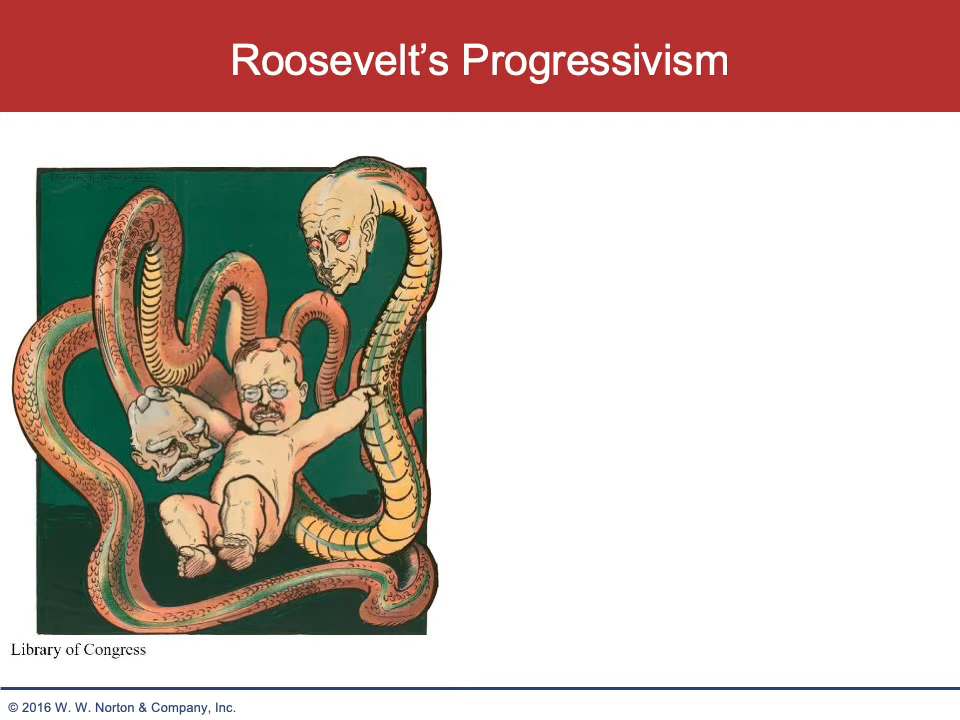 Roosevelt’s Progressivism
Library of Congress
© 2016 W. W. Norton & Company, Inc.